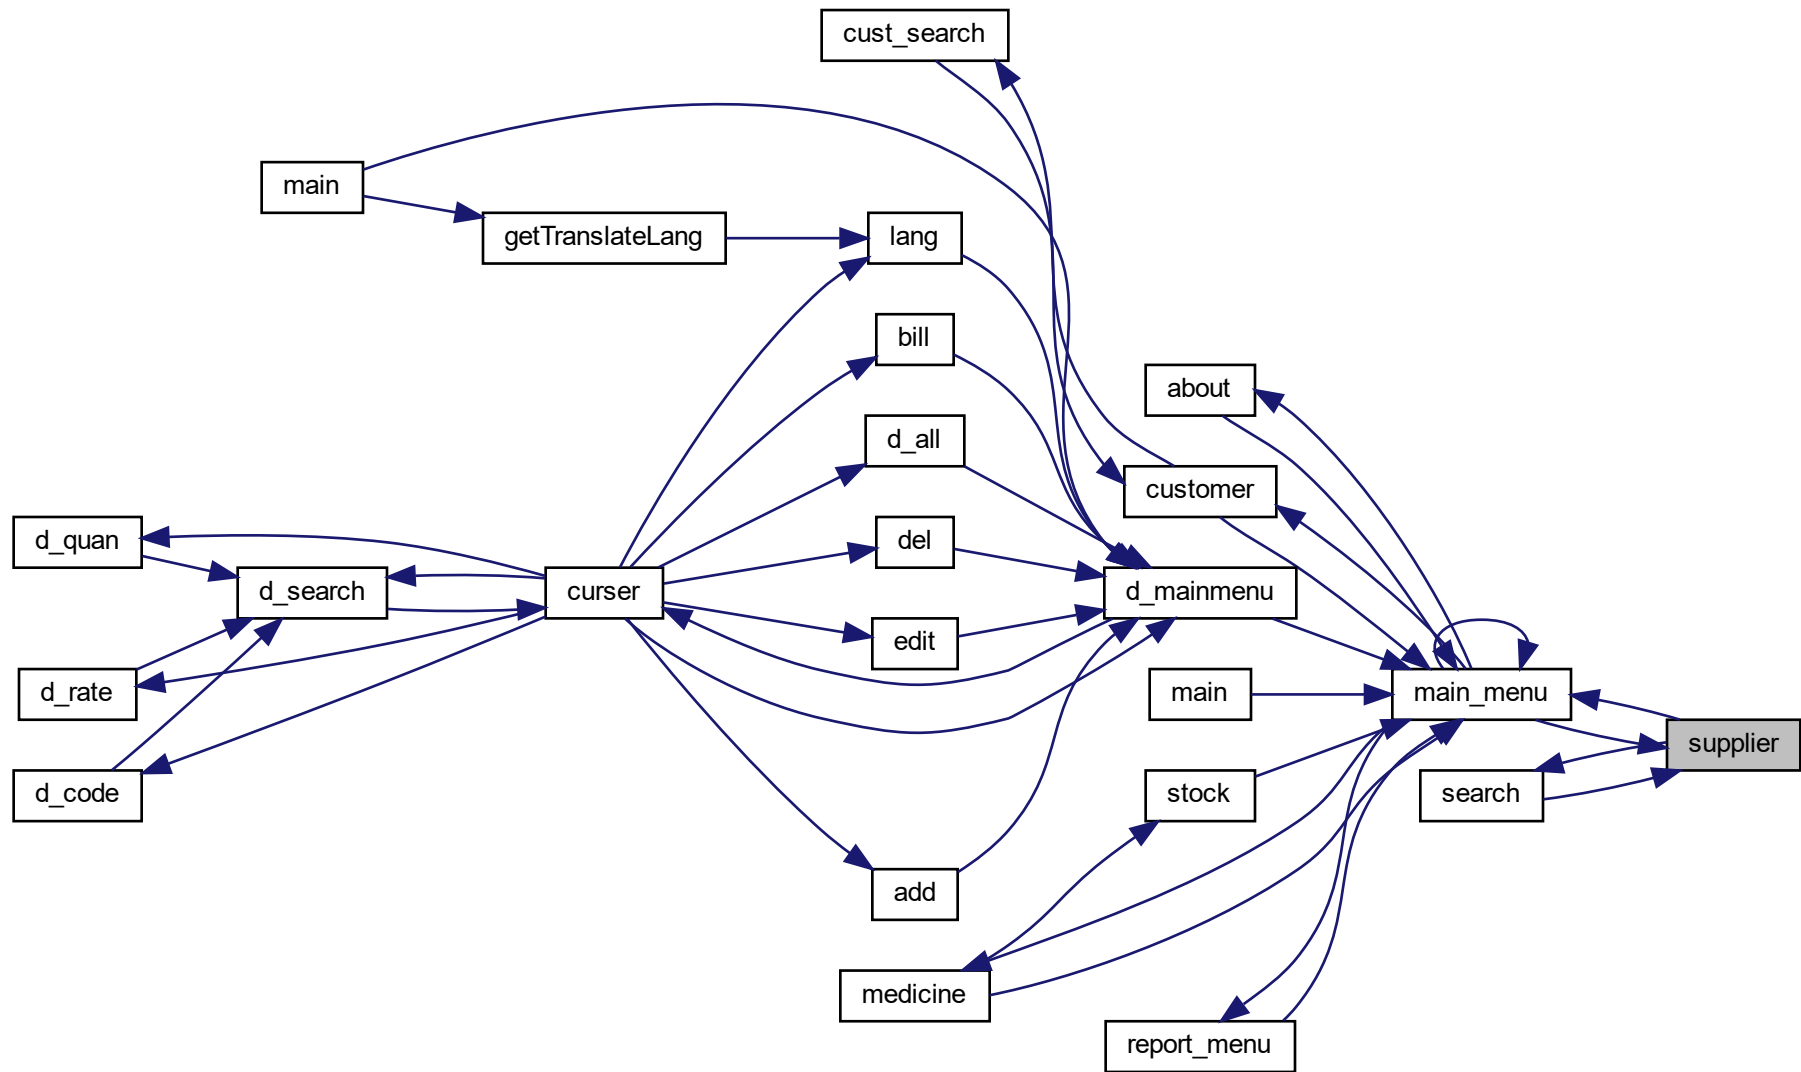 cust_search
main
getTranslateLang
lang
bill
about
d_all
customer
d_quan
del
d_search
curser
d_mainmenu
edit
d_rate
main
main_menu
supplier
d_code
stock
search
add
medicine
report_menu